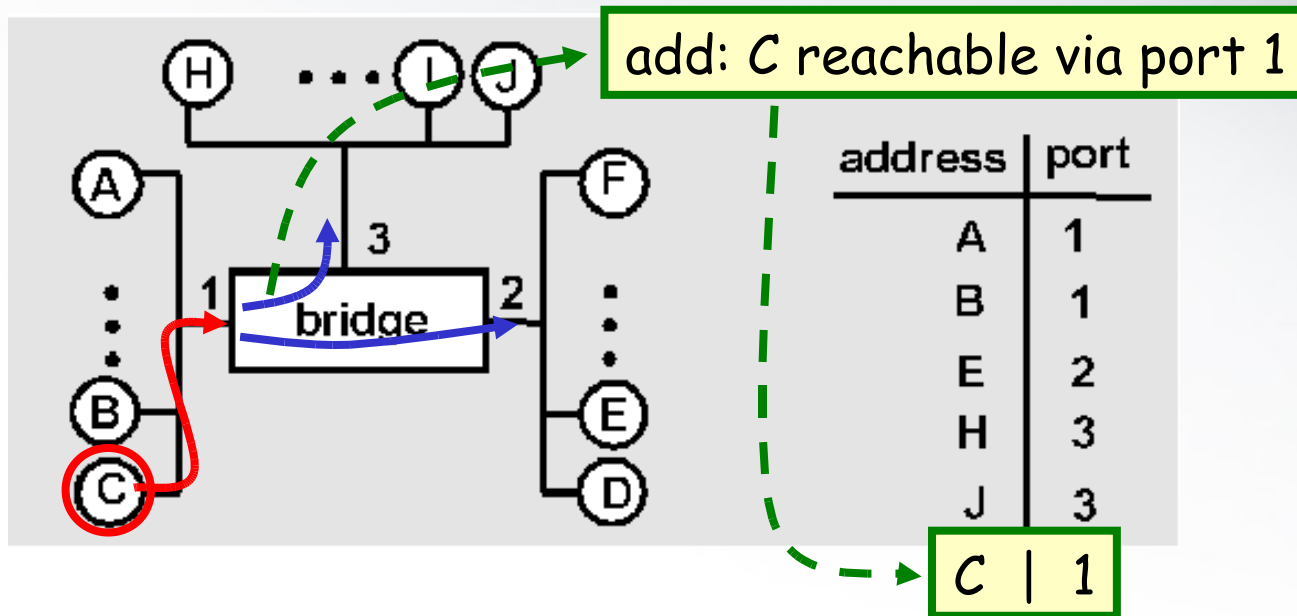 add: C reachable via port 1
H I J
address port
A F
3
A 1
1 2
B 1
bridge
E 2
B E
H 3
C D
J 3
C | 1